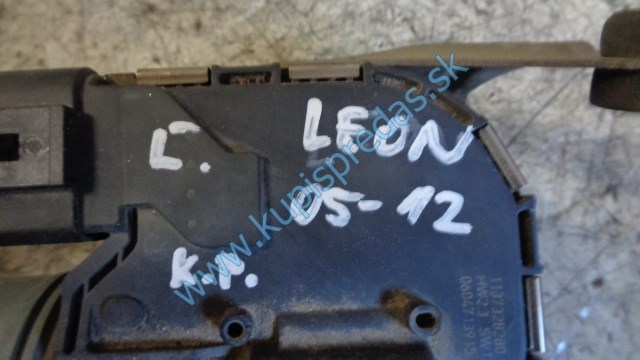 L. LEON
05-12
K.N.
www.kupispredas.sk